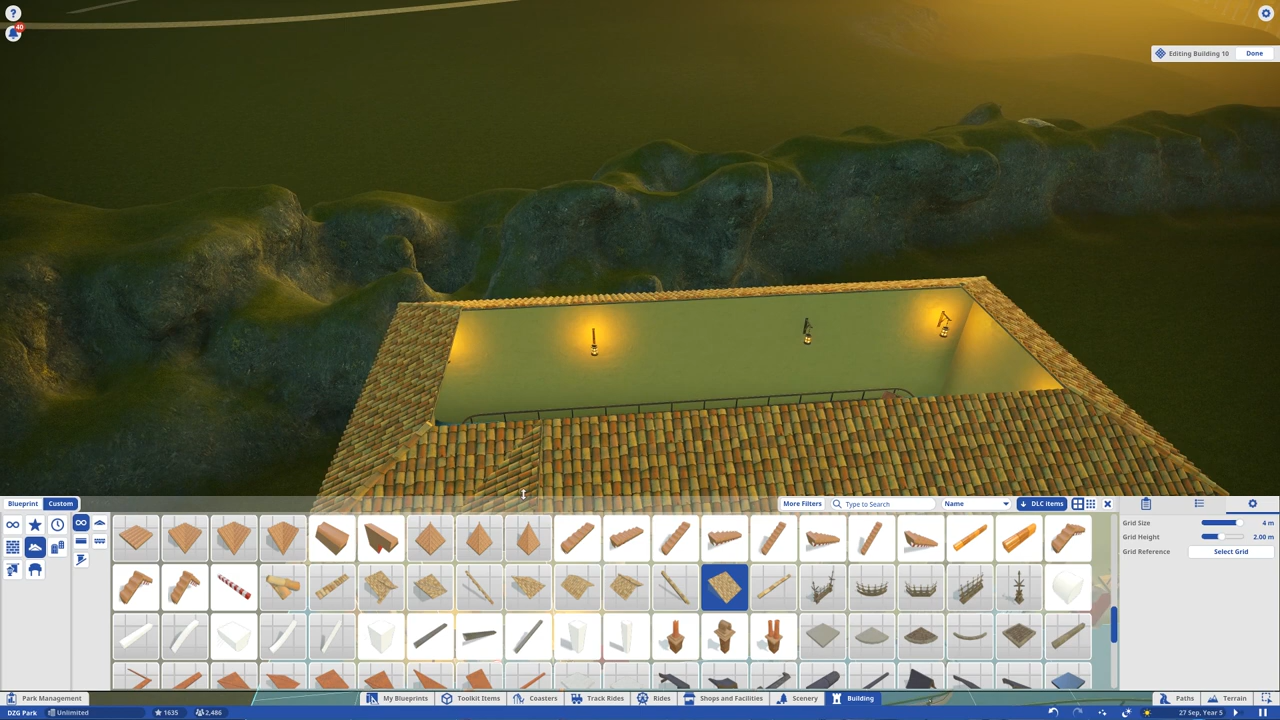 ?
40
Editing Building 10 Done
Blueprint Custom More Filters Type to Search Name DLC items
Grid Size 4 m
Grid Height 2.00 m
Grid Reference Select Grid
Park Management My Blueprints Toolkit Items Coasters Track Rides Rides Shops and Facilities Scenery Building Paths Terrain
DZG Park Unlimited 1635 2,486 27 Sep, Year 5